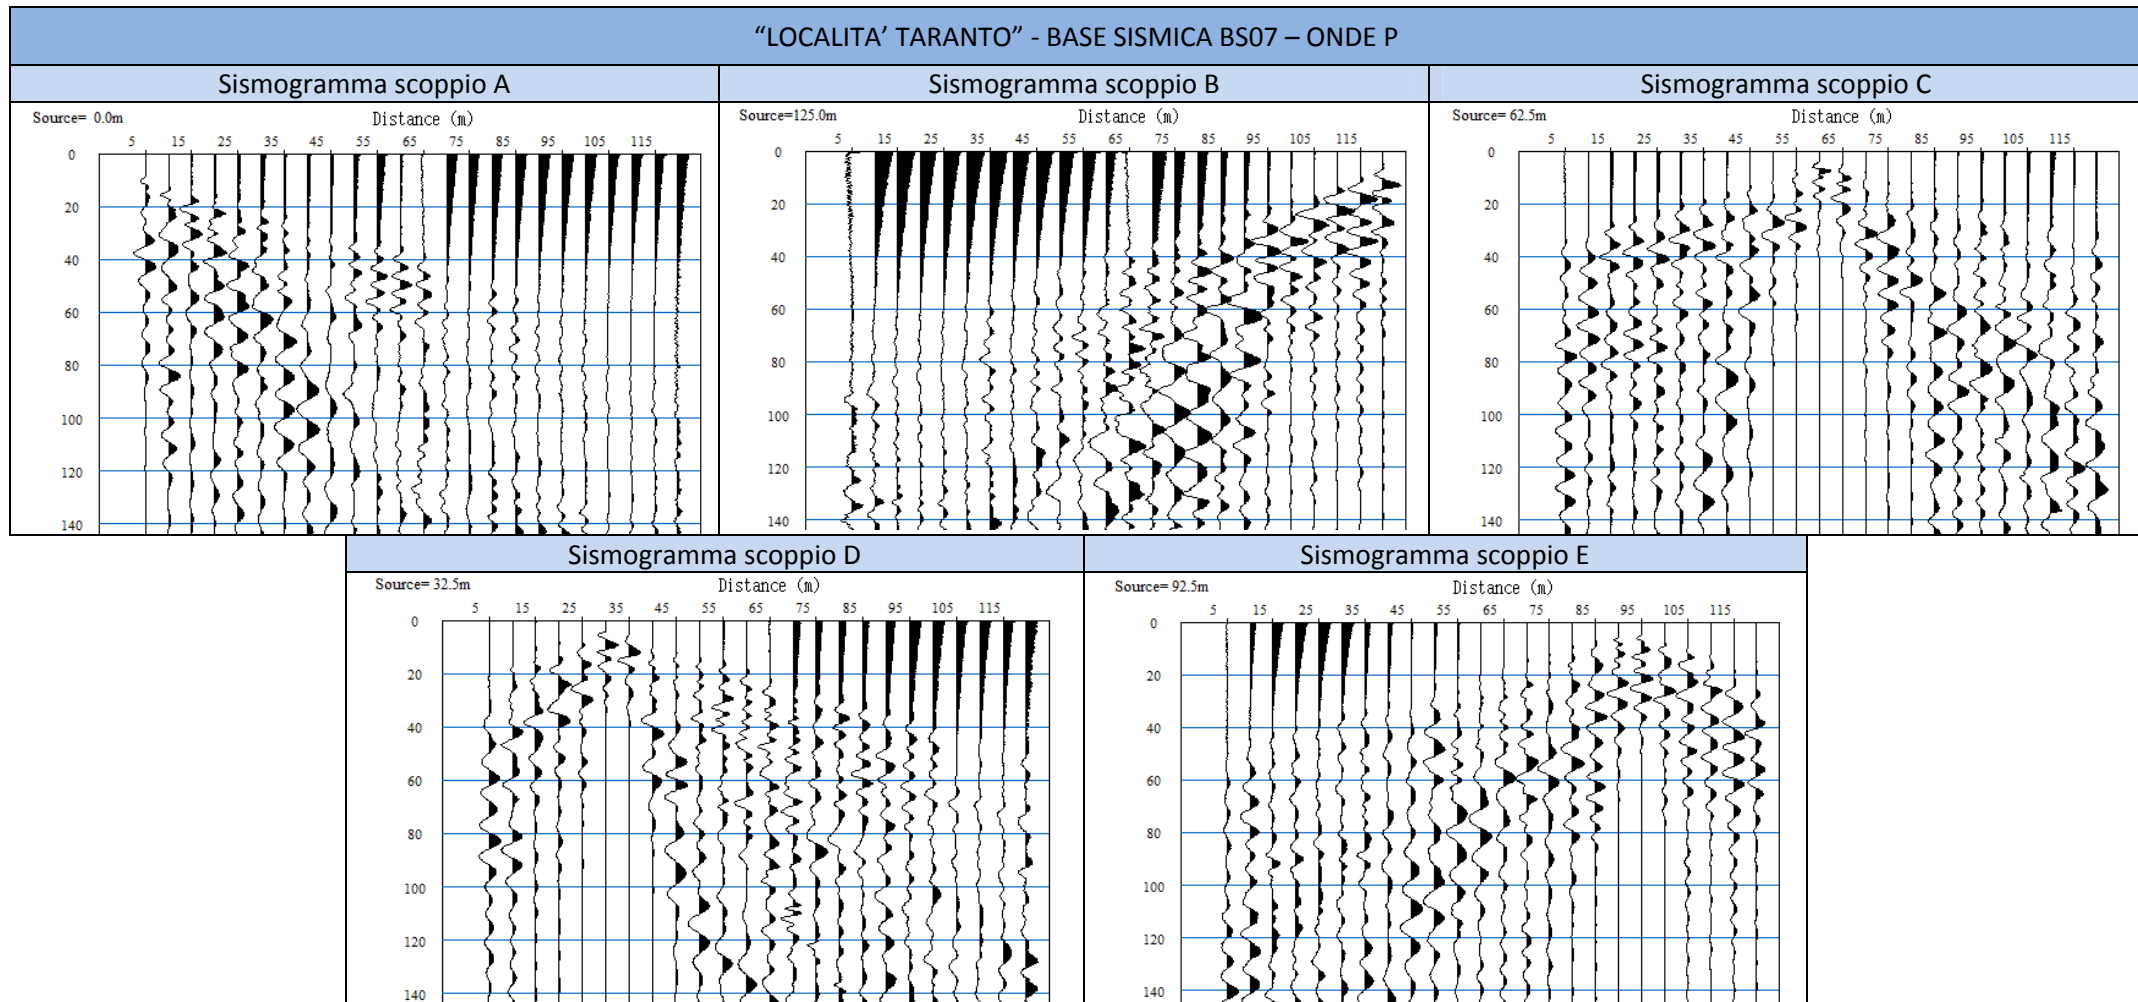 “LOCALITA’ TARANTO” - BASE SISMICA BS07 – ONDE P
Sismogramma scoppio A
Sismogramma scoppio B
Sismogramma scoppio C
Source= 0.0m
Distance (m)
5 15 25 35 45 55 65 75 85 95 105 115
0
20
40
60
80
100
120
140
Source=125.0m
Distance (m)
5 15 25 35 45 55 65 75 85 95 105 115
0
20
40
60
80
100
120
140
Source= 62.5m
Distance (m)
5 15 25 35 45 55 65 75 85 95 105 115
0
20
40
60
80
100
120
140
Sismogramma scoppio D
Sismogramma scoppio E
Source= 32.5m
Distance (m)
5 15 25 35 45 55 65 75 85 95 105 115
0
20
40
60
80
100
120
140
Source= 92.5m
Distance (m)
5 15 25 35 45 55 65 75 85 95 105 115
0
20
40
60
80
100
120
140